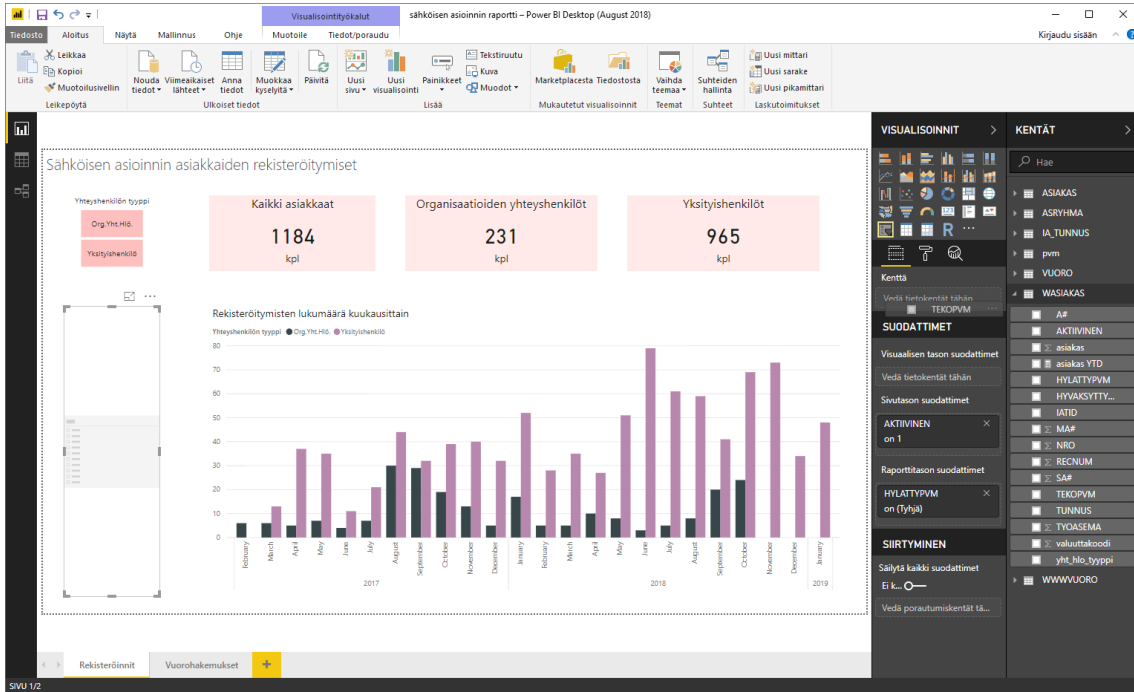 Visualisointityökalut
sähköisen asioinnin raportti – Power BI Desktop (August 2018)
Tiedosto Aloitus Näytä Mallinnus Ohje Muotoile Tiedot/poraudu Kirjaudu sisään
Liitä
Leikkaa
Kopioi
Muotoilusivellin
Leikepöytä
Nouda tiedot
Viimeaikaiset lähteet
Anna tiedot
Muokkaa kyselyitä
Päivitä
Ulkoiset tiedot
Uusi sivu
Uusi visualisointi
Painikkeet
Tekstiruutu
Kuva
Muodot
Lisää
Marketplacesta
Tiedostosta
Mukautetut visualisoinnit
Vaihda teemaa
Teemat
Suhteiden hallinta
Suhteet
Uusi mittari
Uusi sarake
Uusi pikamittari
Laskutoimitukset
Sähköisen asioinnin asiakkaiden rekisteröitymiset
Yhteyshenkilön tyyppi
Org.Yht.Hlö.
Yksityishenkilö
Kaikki asiakkaat
1184
kpl
Organisaatioiden yhteyshenkilöt
231
kpl
Yksityishenkilöt
965
kpl
Rekisteröitymisten lukumäärä kuukausittain
Yhteyshenkilön tyyppi Org.Yht.Hlö. Yksityishenkilö
80
70
60
50
40
30
20
10
0
February March April May June July August September October November December January February March April May June July August September October November December January
2017 2018 2019
Rekisteröinnit Vuorohakemukset +
SIVU 1/2
VISUALISOINNIT
123
R
Kenttä
Vedä tietokentät tähän
TEKOPVM
SUODATTIMET
Visuaalisen tason suodattimet
Vedä tietokentät tähän
Sivutason suodattimet
AKTIIVINEN
on 1
Raporttitason suodattimet
HYLATTYPVM
on (Tyhjä)
SIIRTYMINEN
Säilytä kaikki suodattimet
Ei k...
Vedä porautumiskentät tä...
KENTÄT
Hae
ASIAKAS
ASRYHMA
IA_TUNNUS
pvm
VUORO
WASIAKAS
A#
AKTIIVINEN
Σ asiakas
asiakas YTD
HYLATTYPVM
HYVAKSYTTY...
IATID
Σ MA#
Σ NRO
Σ RECNUM
Σ SA#
TEKOPVM
TUNNUS
Σ TYOASEMA
Σ valuuttakoodi
yht_hlo_tyyppi
WWWVUORO